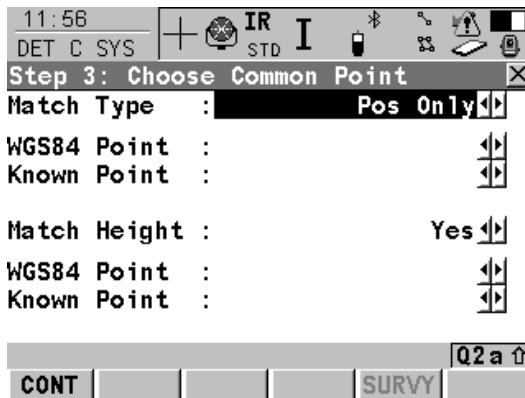 11:56
DET C SYS
IR
STD
I
Step 3: Choose Common Point
Match Type : Pos Only
WGS84 Point :
Known Point :
Match Height : Yes
WGS84 Point :
Known Point :
Q2a
CONT SURVY